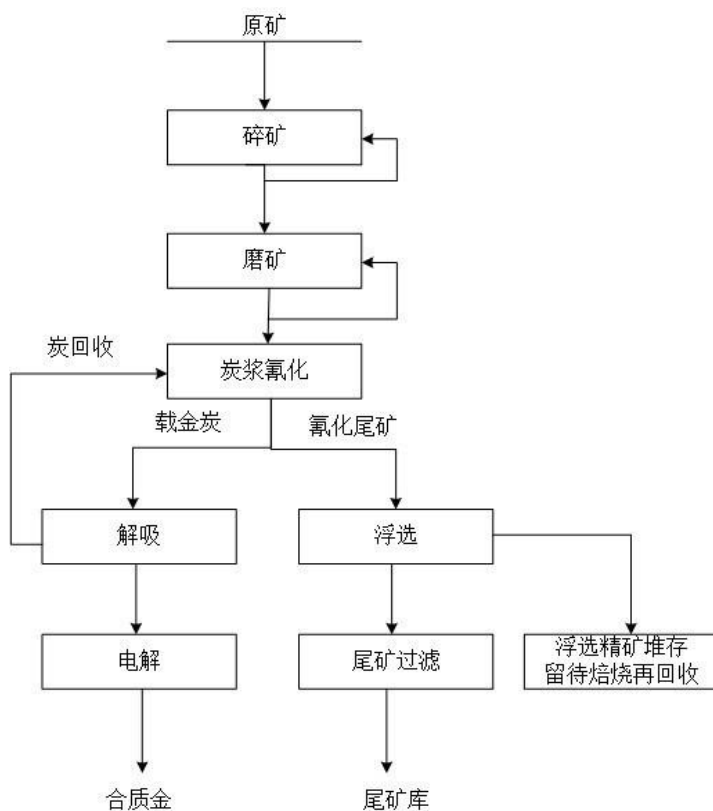 原矿
碎矿
磨矿
炭回收
炭浆氰化
载金炭
氰化尾矿
解吸
浮选
电解
尾矿过滤
浮选精矿堆存
留待焙烧再回收
合质金
尾矿库